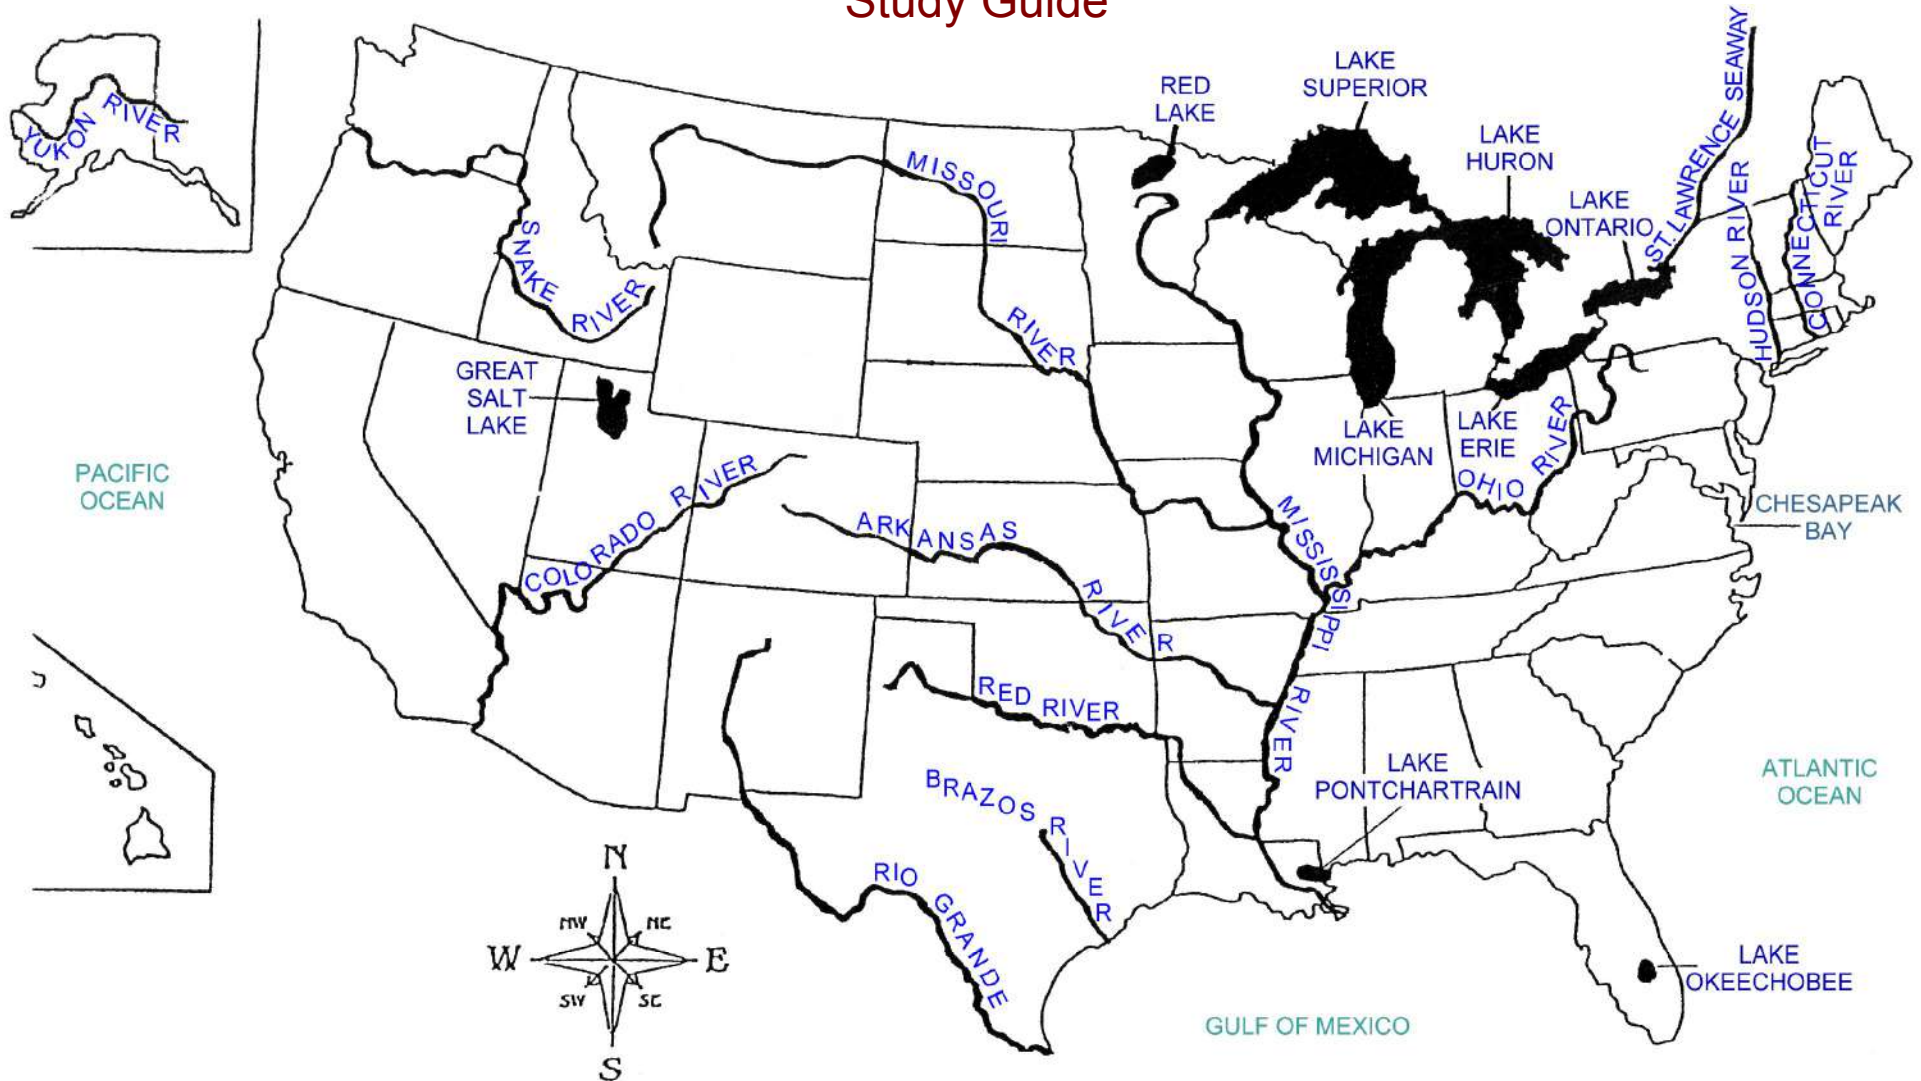 Study Guide
YUKON RIVER
LAKE
SUPERIOR
RED
LAKE
LAKE
HURON
LAKE
ONTARIO
ST. LAWRENCE SEAWAY
HUDSON RIVER
CONNECTICUT
RIVER
MISSOURI RIVER
SNAKE RIVER
GREAT
SALT
LAKE
LAKE
MICHIGAN
LAKE
ERIE
OHIO RIVER
PACIFIC
OCEAN
COLORADO RIVER
ARKANSAS RIVER
MISSISSIPPI RIVER
CHESAPEAK
BAY
RED RIVER
BRAZOS RIVER
LAKE
PONTCHARTRAIN
ATLANTIC
OCEAN
RIO GRANDE
N
NW NE
W E
SW SE
S
LAKE
OKEECHOBEE
GULF OF MEXICO